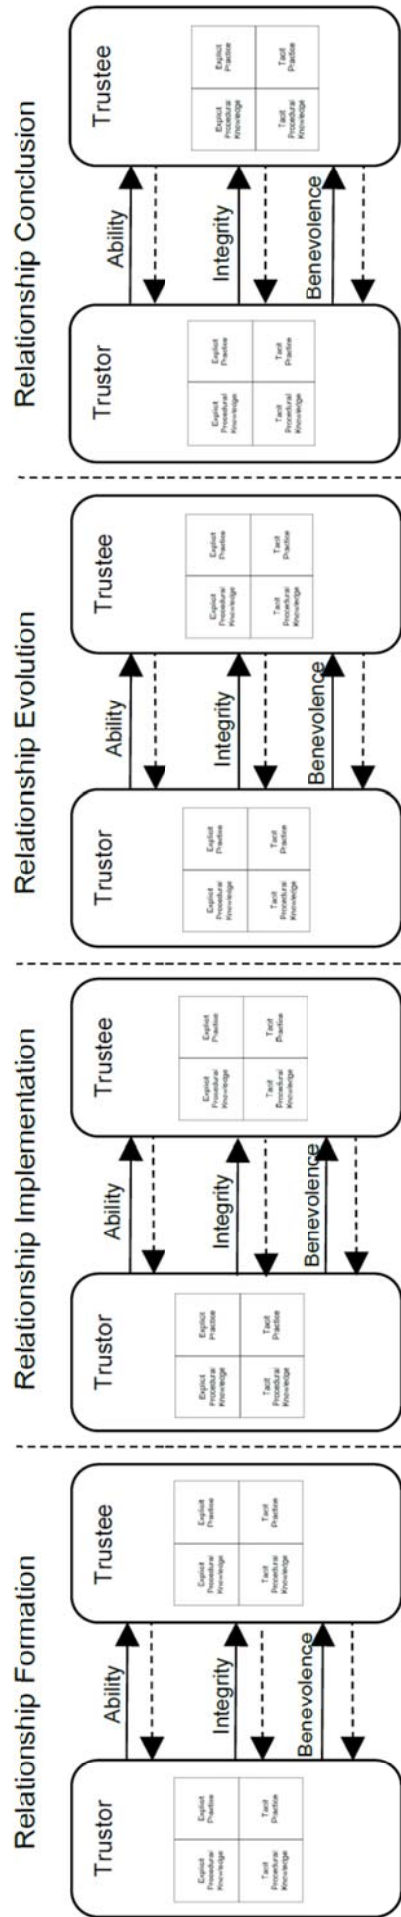 Relationship Formation
Trustor
Explicit
Procedural
Knowledge
Explicit
Practice
Tacit
Procedural
Knowledge
Tacit
Practice
Ability
Integrity
Benevolence
Trustee
Explicit
Procedural
Knowledge
Explicit
Practice
Tacit
Procedural
Knowledge
Tacit
Practice
Relationship Implementation
Trustor
Explicit
Procedural
Knowledge
Explicit
Practice
Tacit
Procedural
Knowledge
Tacit
Practice
Ability
Integrity
Benevolence
Trustee
Explicit
Procedural
Knowledge
Explicit
Practice
Tacit
Procedural
Knowledge
Tacit
Practice
Relationship Evolution
Trustor
Explicit
Procedural
Knowledge
Explicit
Practice
Tacit
Procedural
Knowledge
Tacit
Practice
Ability
Integrity
Benevolence
Trustee
Explicit
Procedural
Knowledge
Explicit
Practice
Tacit
Procedural
Knowledge
Tacit
Practice
Relationship Conclusion
Trustor
Explicit
Procedural
Knowledge
Explicit
Practice
Tacit
Procedural
Knowledge
Tacit
Practice
Ability
Integrity
Benevolence
Trustee
Explicit
Procedural
Knowledge
Explicit
Practice
Tacit
Procedural
Knowledge
Tacit
Practice